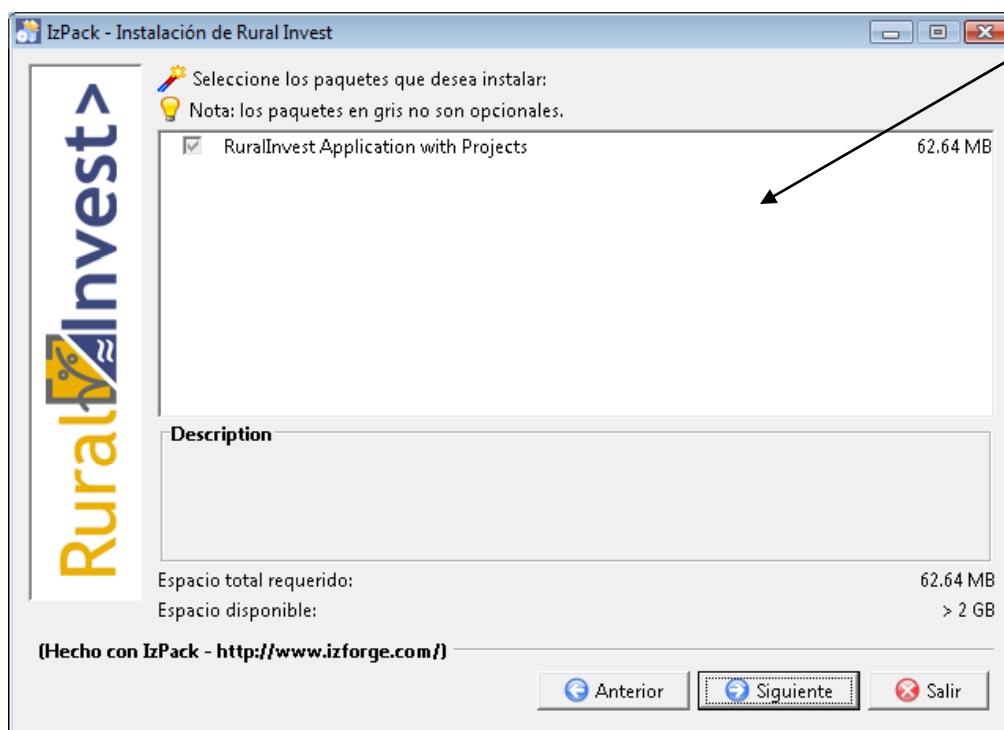 IzPack - Instalación de Rural Invest
RuralInvest>
Seleccione los paquetes que desea instalar:
Nota: los paquetes en gris no son opcionales.
RuralInvest Application with Projects 62.64 MB
Description
Espacio total requerido: 62.64 MB
Espacio disponible: > 2 GB
(Hecho con IzPack - http://www.izforge.com/)
Anterior Siguiente Salir